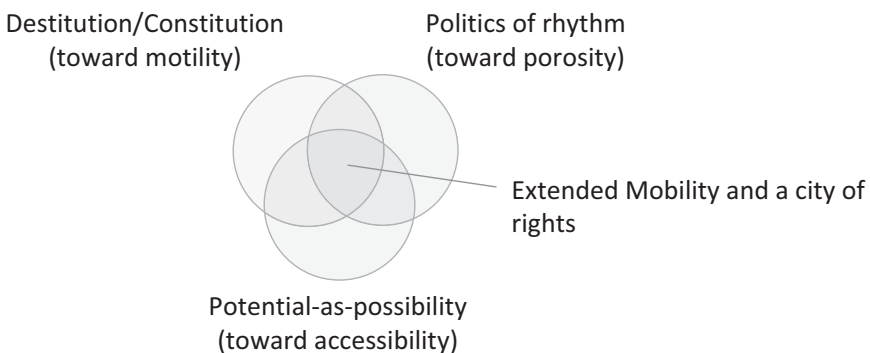 Destitution/Constitution
(toward motility)
Politics of rhythm
(toward porosity)
Extended Mobility and a city of
rights
Potential-as-possibility
(toward accessibility)